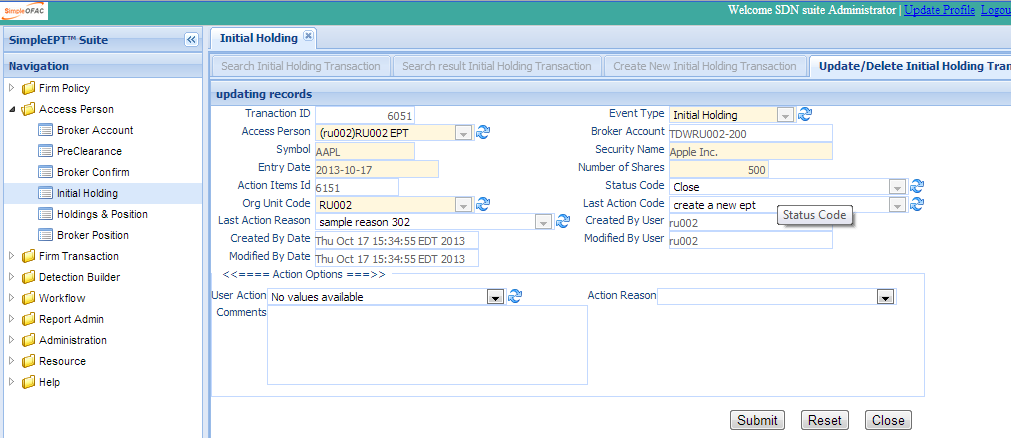 SimpleOFAC
Welcome SDN suite Administrator | Update Profile Logou
SimpleEPT™ Suite
Navigation
Firm Policy
Access Person
Broker Account
PreClearance
Broker Confirm
Initial Holding
Holdings & Position
Broker Position
Firm Transaction
Detection Builder
Workflow
Report Admin
Administration
Resource
Help
Initial Holding
Search Initial Holding Transaction
Search result Initial Holding Transaction
Create New Initial Holding Transaction
Update/Delete Initial Holding Tran
updating records
Tranaction ID 6051 Event Type Initial Holding
Access Person (ru002)RU002 EPT Broker Account TDWRU002-200
Symbol AAPL Security Name Apple Inc.
Entry Date 2013-10-17 Number of Shares 500
Action Items Id 6151 Status Code Close
Org Unit Code RU002 Last Action Code create a new ept
Status Code
Last Action Reason sample reason 302 Created By User ru002
Created By Date Thu Oct 17 15:34:55 EDT 2013 Modified By User ru002
Modified By Date Thu Oct 17 15:34:55 EDT 2013
<<==== Action Options ===>>
User Action No values available Action Reason
Comments
Submit Reset Close